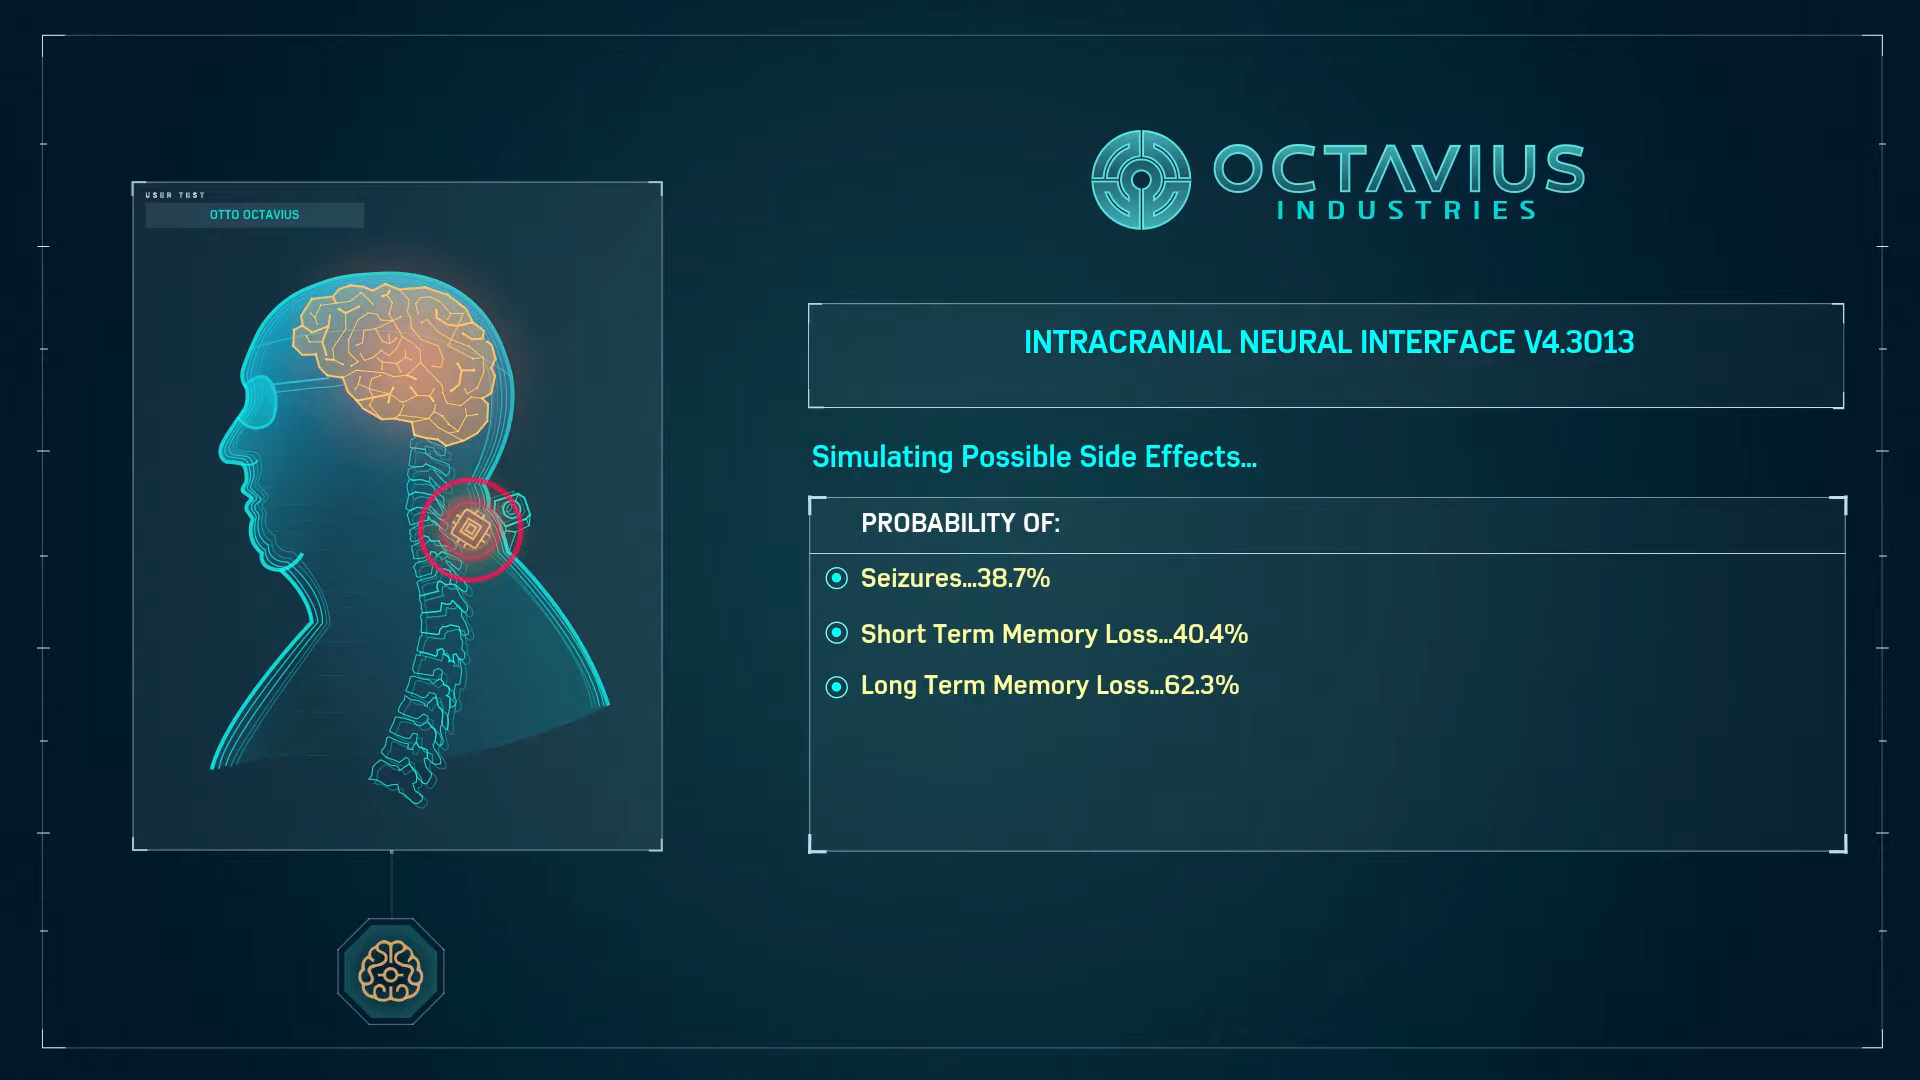 USER TEST
OTTO OCTAVIUS
OCTAVIUS
INDUSTRIES
INTRACRANIAL NEURAL INTERFACE V4.3013
Simulating Possible Side Effects...
PROBABILITY OF:
Seizures...38.7%
Short Term Memory Loss...40.4%
Long Term Memory Loss...62.3%